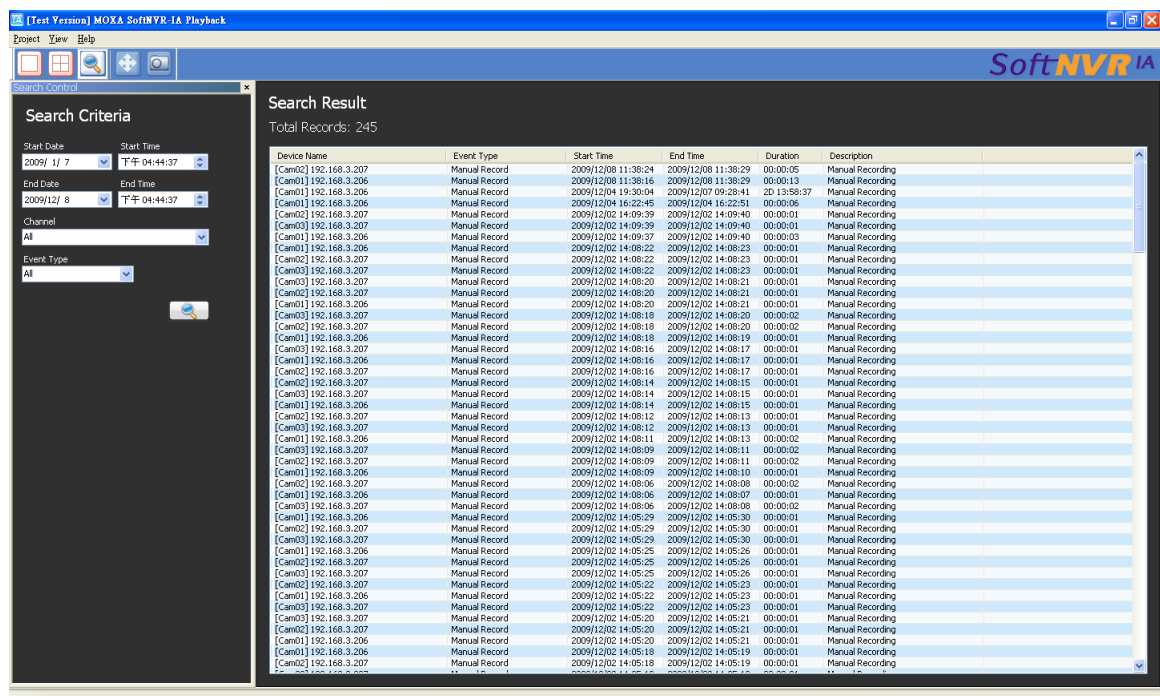 [Test Version] MOXA SoftNVR-IA Playback
Project View Help
SoftNVR IA
Search Control
Search Criteria
Start Date Start Time
2009/ 1/ 7 下午 04:44:37
End Date End Time
2009/12/ 8 下午 04:44:37
Channel
All
Event Type
All
Search Result
Total Records: 245
Device Name Event Type Start Time End Time Duration Description
[Cam02] 192.168.3.207 Manual Record 2009/12/08 11:38:24 2009/12/08 11:38:29 00:00:05 Manual Recording
[Cam01] 192.168.3.206 Manual Record 2009/12/08 11:38:16 2009/12/08 11:38:29 00:00:13 Manual Recording
[Cam01] 192.168.3.206 Manual Record 2009/12/04 19:30:04 2009/12/07 09:28:41 2D 13:58:37 Manual Recording
[Cam01] 192.168.3.206 Manual Record 2009/12/04 16:22:45 2009/12/04 16:22:51 00:00:06 Manual Recording
[Cam02] 192.168.3.207 Manual Record 2009/12/02 14:09:39 2009/12/02 14:09:40 00:00:01 Manual Recording
[Cam03] 192.168.3.207 Manual Record 2009/12/02 14:09:39 2009/12/02 14:09:40 00:00:01 Manual Recording
[Cam01] 192.168.3.206 Manual Record 2009/12/02 14:09:37 2009/12/02 14:09:40 00:00:03 Manual Recording
[Cam01] 192.168.3.206 Manual Record 2009/12/02 14:08:22 2009/12/02 14:08:23 00:00:01 Manual Recording
[Cam02] 192.168.3.207 Manual Record 2009/12/02 14:08:22 2009/12/02 14:08:23 00:00:01 Manual Recording
[Cam03] 192.168.3.207 Manual Record 2009/12/02 14:08:22 2009/12/02 14:08:23 00:00:01 Manual Recording
[Cam03] 192.168.3.207 Manual Record 2009/12/02 14:08:20 2009/12/02 14:08:21 00:00:01 Manual Recording
[Cam02] 192.168.3.207 Manual Record 2009/12/02 14:08:20 2009/12/02 14:08:21 00:00:01 Manual Recording
[Cam01] 192.168.3.206 Manual Record 2009/12/02 14:08:20 2009/12/02 14:08:21 00:00:01 Manual Recording
[Cam03] 192.168.3.207 Manual Record 2009/12/02 14:08:18 2009/12/02 14:08:20 00:00:02 Manual Recording
[Cam02] 192.168.3.207 Manual Record 2009/12/02 14:08:18 2009/12/02 14:08:20 00:00:02 Manual Recording
[Cam01] 192.168.3.206 Manual Record 2009/12/02 14:08:18 2009/12/02 14:08:19 00:00:01 Manual Recording
[Cam03] 192.168.3.207 Manual Record 2009/12/02 14:08:16 2009/12/02 14:08:17 00:00:01 Manual Recording
[Cam01] 192.168.3.206 Manual Record 2009/12/02 14:08:16 2009/12/02 14:08:17 00:00:01 Manual Recording
[Cam02] 192.168.3.207 Manual Record 2009/12/02 14:08:16 2009/12/02 14:08:17 00:00:01 Manual Recording
[Cam02] 192.168.3.207 Manual Record 2009/12/02 14:08:14 2009/12/02 14:08:15 00:00:01 Manual Recording
[Cam03] 192.168.3.207 Manual Record 2009/12/02 14:08:14 2009/12/02 14:08:15 00:00:01 Manual Recording
[Cam01] 192.168.3.206 Manual Record 2009/12/02 14:08:14 2009/12/02 14:08:15 00:00:01 Manual Recording
[Cam02] 192.168.3.207 Manual Record 2009/12/02 14:08:12 2009/12/02 14:08:13 00:00:01 Manual Recording
[Cam03] 192.168.3.207 Manual Record 2009/12/02 14:08:12 2009/12/02 14:08:13 00:00:01 Manual Recording
[Cam01] 192.168.3.206 Manual Record 2009/12/02 14:08:11 2009/12/02 14:08:13 00:00:02 Manual Recording
[Cam03] 192.168.3.207 Manual Record 2009/12/02 14:08:09 2009/12/02 14:08:11 00:00:02 Manual Recording
[Cam02] 192.168.3.207 Manual Record 2009/12/02 14:08:09 2009/12/02 14:08:11 00:00:02 Manual Recording
[Cam01] 192.168.3.206 Manual Record 2009/12/02 14:08:09 2009/12/02 14:08:10 00:00:01 Manual Recording
[Cam02] 192.168.3.207 Manual Record 2009/12/02 14:08:06 2009/12/02 14:08:08 00:00:02 Manual Recording
[Cam01] 192.168.3.206 Manual Record 2009/12/02 14:08:06 2009/12/02 14:08:07 00:00:01 Manual Recording
[Cam03] 192.168.3.207 Manual Record 2009/12/02 14:08:06 2009/12/02 14:08:08 00:00:02 Manual Recording
[Cam01] 192.168.3.206 Manual Record 2009/12/02 14:05:29 2009/12/02 14:05:30 00:00:01 Manual Recording
[Cam02] 192.168.3.207 Manual Record 2009/12/02 14:05:29 2009/12/02 14:05:30 00:00:01 Manual Recording
[Cam03] 192.168.3.207 Manual Record 2009/12/02 14:05:29 2009/12/02 14:05:30 00:00:01 Manual Recording
[Cam01] 192.168.3.206 Manual Record 2009/12/02 14:05:25 2009/12/02 14:05:26 00:00:01 Manual Recording
[Cam02] 192.168.3.207 Manual Record 2009/12/02 14:05:25 2009/12/02 14:05:26 00:00:01 Manual Recording
[Cam03] 192.168.3.207 Manual Record 2009/12/02 14:05:25 2009/12/02 14:05:26 00:00:01 Manual Recording
[Cam02] 192.168.3.207 Manual Record 2009/12/02 14:05:22 2009/12/02 14:05:23 00:00:01 Manual Recording
[Cam01] 192.168.3.206 Manual Record 2009/12/02 14:05:22 2009/12/02 14:05:23 00:00:01 Manual Recording
[Cam03] 192.168.3.207 Manual Record 2009/12/02 14:05:22 2009/12/02 14:05:23 00:00:01 Manual Recording
[Cam03] 192.168.3.207 Manual Record 2009/12/02 14:05:20 2009/12/02 14:05:21 00:00:01 Manual Recording
[Cam02] 192.168.3.207 Manual Record 2009/12/02 14:05:20 2009/12/02 14:05:21 00:00:01 Manual Recording
[Cam01] 192.168.3.206 Manual Record 2009/12/02 14:05:20 2009/12/02 14:05:21 00:00:01 Manual Recording
[Cam01] 192.168.3.206 Manual Record 2009/12/02 14:05:18 2009/12/02 14:05:19 00:00:01 Manual Recording
[Cam02] 192.168.3.207 Manual Record 2009/12/02 14:05:18 2009/12/02 14:05:19 00:00:01 Manual Recording